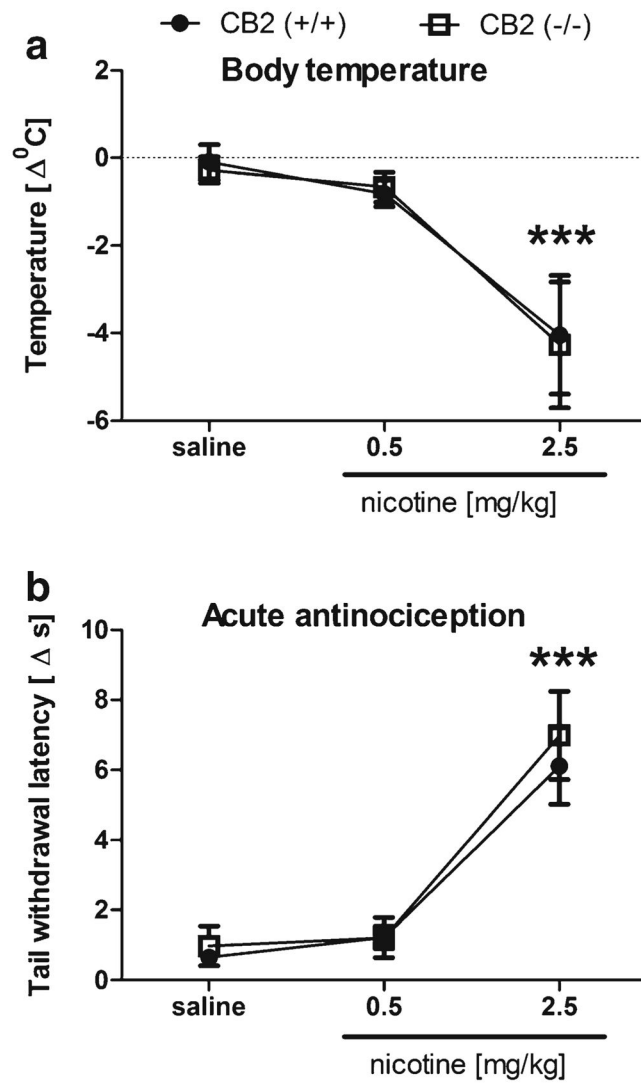 CB2 (+/+) CB2 (-/-)
a
Body temperature
Temperature [ Δ⁰C]
2
0
-2
-4
-6
***
saline 0.5 2.5
nicotine [mg/kg]
b
Acute antinociception
Tail withdrawal latency [ Δ s]
10
8
6
4
2
0
***
saline 0.5 2.5
nicotine [mg/kg]